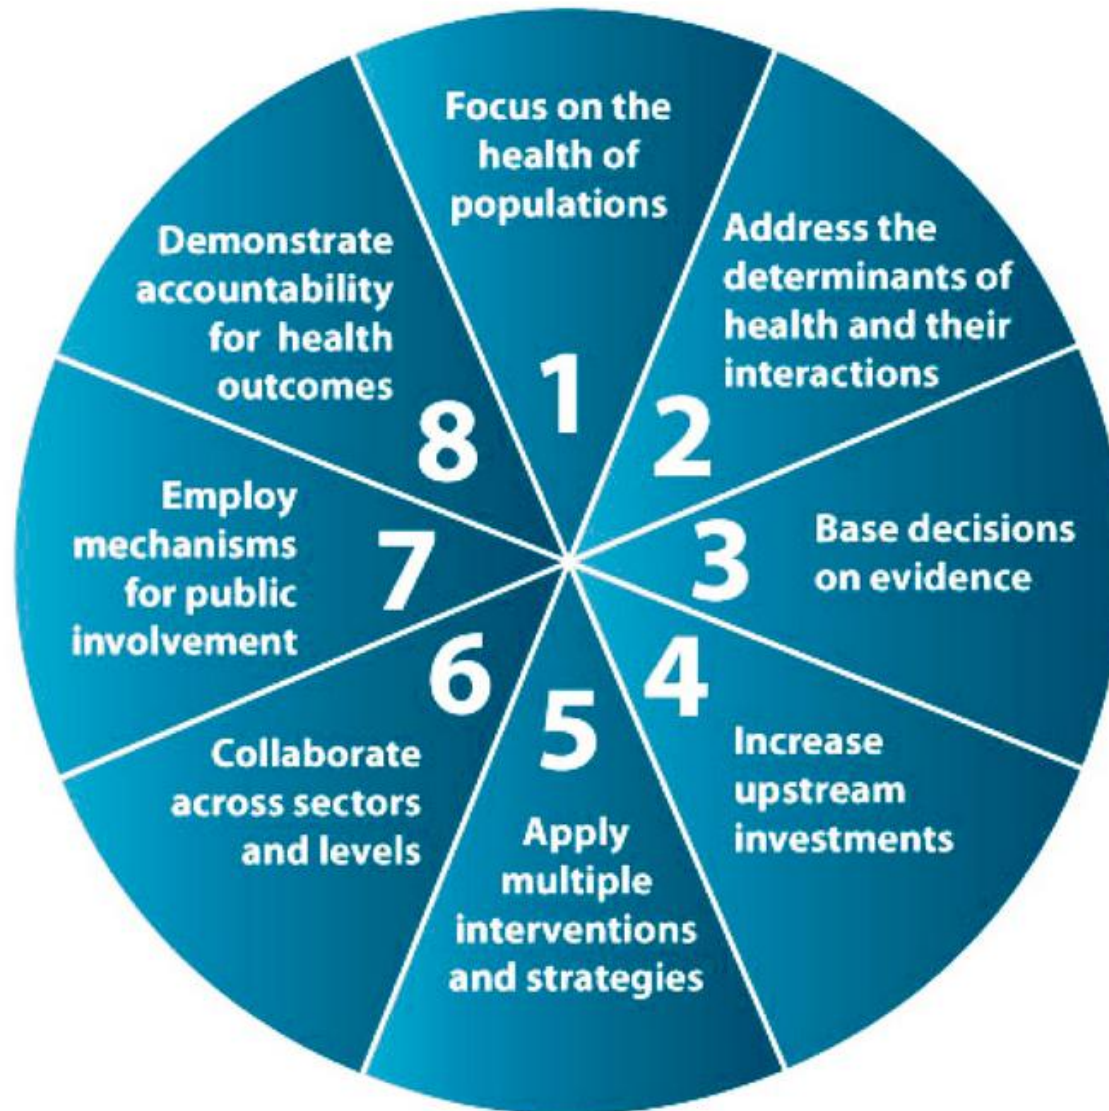 Focus on the
health of
populations
1
Address the
determinants of
health and their
interactions
2
Base decisions
on evidence
3
Increase
upstream
investments
4
Apply
multiple
interventions
and strategies
5
Collaborate
across sectors
and levels
6
Employ
mechanisms
for public
involvement
7
Demonstrate
accountability
for health
outcomes
8